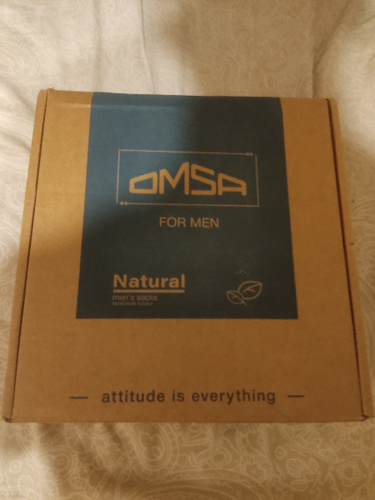 OMSA
FOR MEN
Natural
men's socks
— attitude is everything —